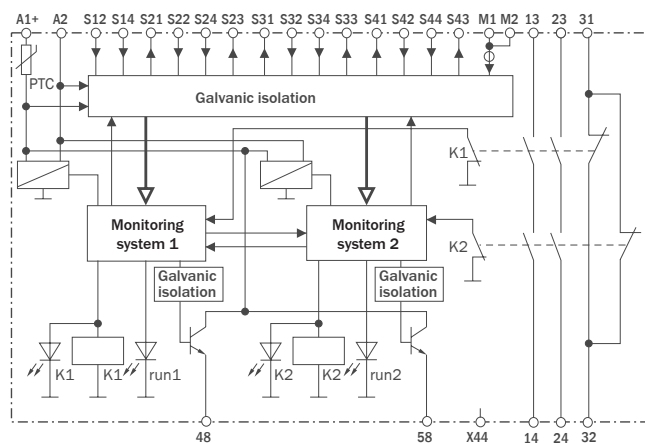 A1+ A2 S12 S14 S21 S22 S24 S23 S31 S32 S34 S33 S41 S42 S44 S43 M1 M2 13 23 31
PTC
Galvanic isolation
K1
Monitoring
system 1
Monitoring
system 2
K2
Galvanic
isolation
Galvanic
isolation
K1 K1 run1 K2 K2 run2
48 58 X44 14 24 32